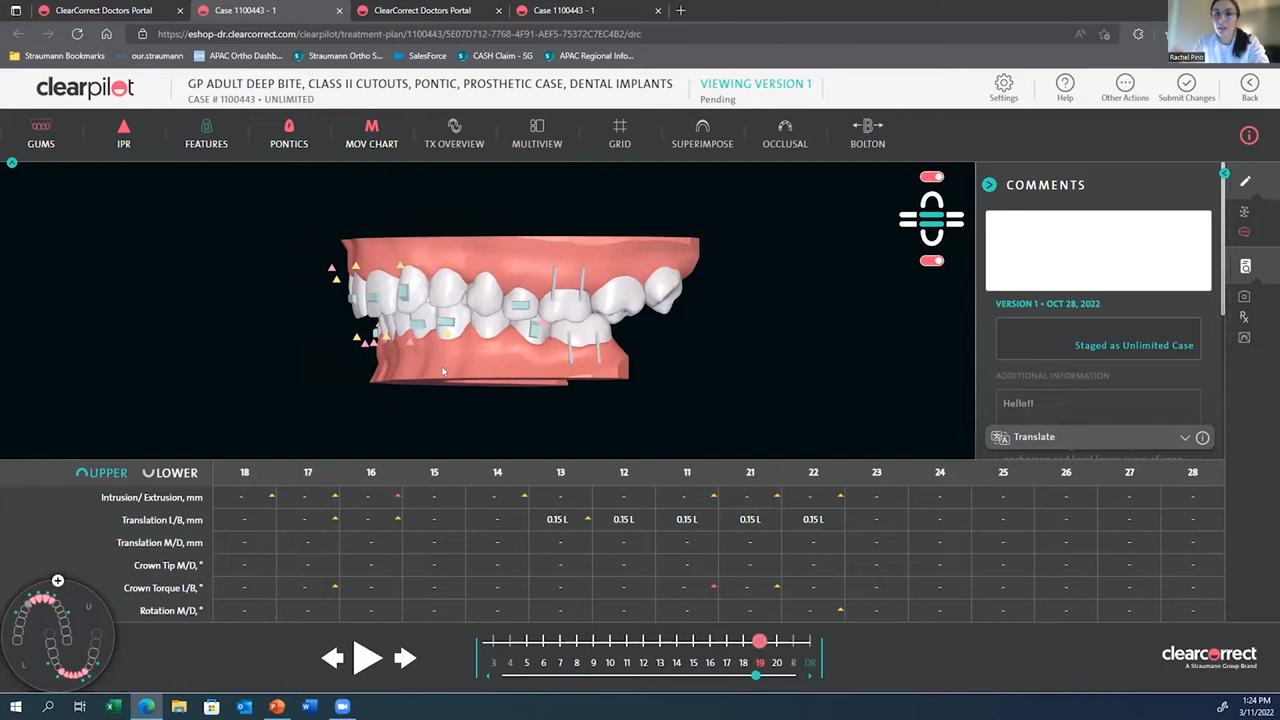 ClearCorrect Doctors Portal
Case 1100443 - 1
ClearCorrect Doctors Portal
Case 1100443 - 1
https://eshop-dr.clearcorrect.com/clearpilot/treatment-plan/1100443/5E07D712-7768-4F91-AEF5-75372C7EC4B2/drc
Straumann Bookmarks
our.straumann
APAC Ortho Dashb...
Straumann Ortho S...
SalesForce
CASH Claim - SG
APAC Regional Info...
Rachel Pino
clearpilot
GP ADULT DEEP BITE, CLASS II CUTOUTS, PONTIC, PROSTHETIC CASE, DENTAL IMPLANTS
CASE # 1100443 • UNLIMITED
VIEWING VERSION 1
Pending
Settings
Help
Other Actions
Submit Changes
Back
GUMS
IPR
FEATURES
PONTICS
MOV CHART
TX OVERVIEW
MULTIVIEW
GRID
SUPERIMPOSE
OCCLUSAL
BOLTON
COMMENTS
VERSION 1 • OCT 28, 2022
Staged as Unlimited Case
ADDITIONAL INFORMATION
Hello!!
Translate
UPPER LOWER 18 17 16 15 14 13 12 11 21 22 23 24 25 26 27 28
Intrusion/ Extrusion, mm - - - - - - - - - - - - - - - -
Translation L/B, mm - - - - - 0.15 L 0.15 L 0.15 L 0.15 L 0.15 L - - - - - -
Translation M/D, mm - - - - - - - - - - - - - - - -
Crown Tip M/D, ° - - - - - - - - - - - - - - - -
Crown Torque L/B, ° - - - - - - - - - - - - - - - -
Rotation M/D, ° - - - - - - - - - - - - - - - -
U
L
3 5 6 7 8 9 10 11 12 13 14 15 16 17 18 19 20 R DR
clearcorrect
A Straumann Group Brand
1:24 PM
3/11/2022